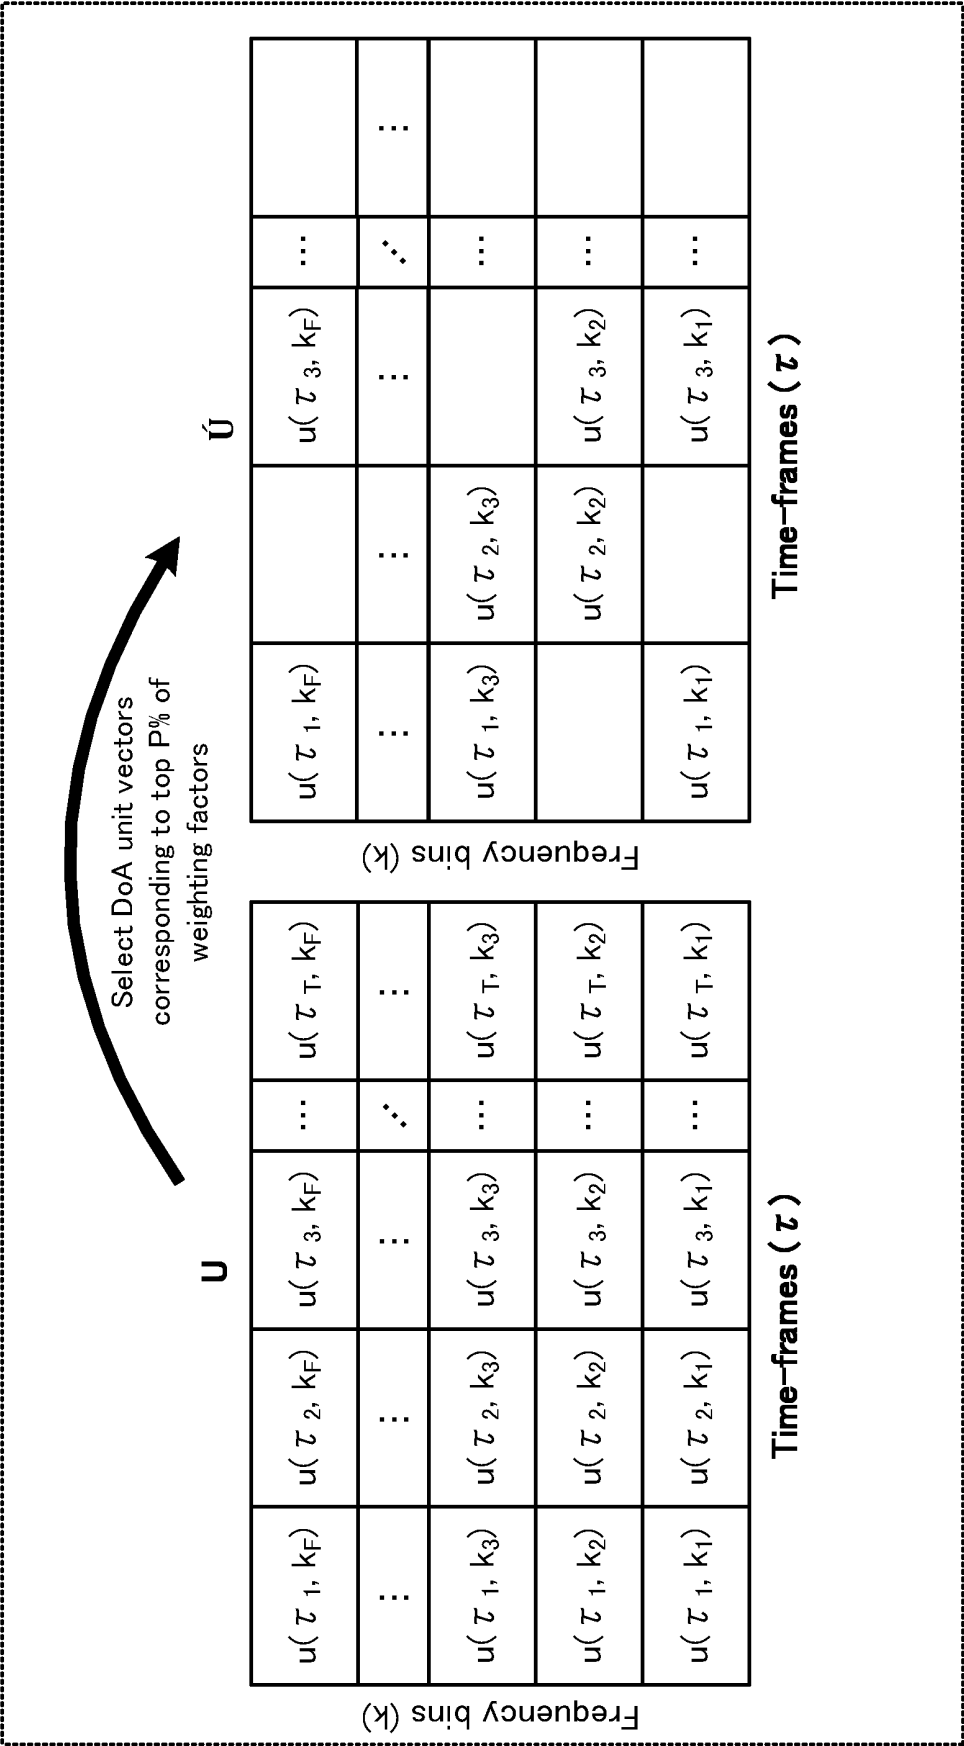 Select DoA unit vectors
corresponding to top P% of
weighting factors
U
Frequency bins (k)
u(τ1, kF) u(τ2, kF) u(τ3, kF) ... u(τT, kF)
... ... ... ⋰ ...
u(τ1, k3) u(τ2, k3) u(τ3, k3) ... u(τT, k3)
u(τ1, k2) u(τ2, k2) u(τ3, k2) ... u(τT, k2)
u(τ1, k1) u(τ2, k1) u(τ3, k1) ... u(τT, k1)
Time-frames (τ)
Ú
Frequency bins (k)
u(τ1, kF) u(τ3, kF) ...
... ... ... ⋰ ...
u(τ1, k3) u(τ2, k3) ...
u(τ2, k2) u(τ3, k2) ...
u(τ1, k1) u(τ3, k1) ...
Time-frames (τ)